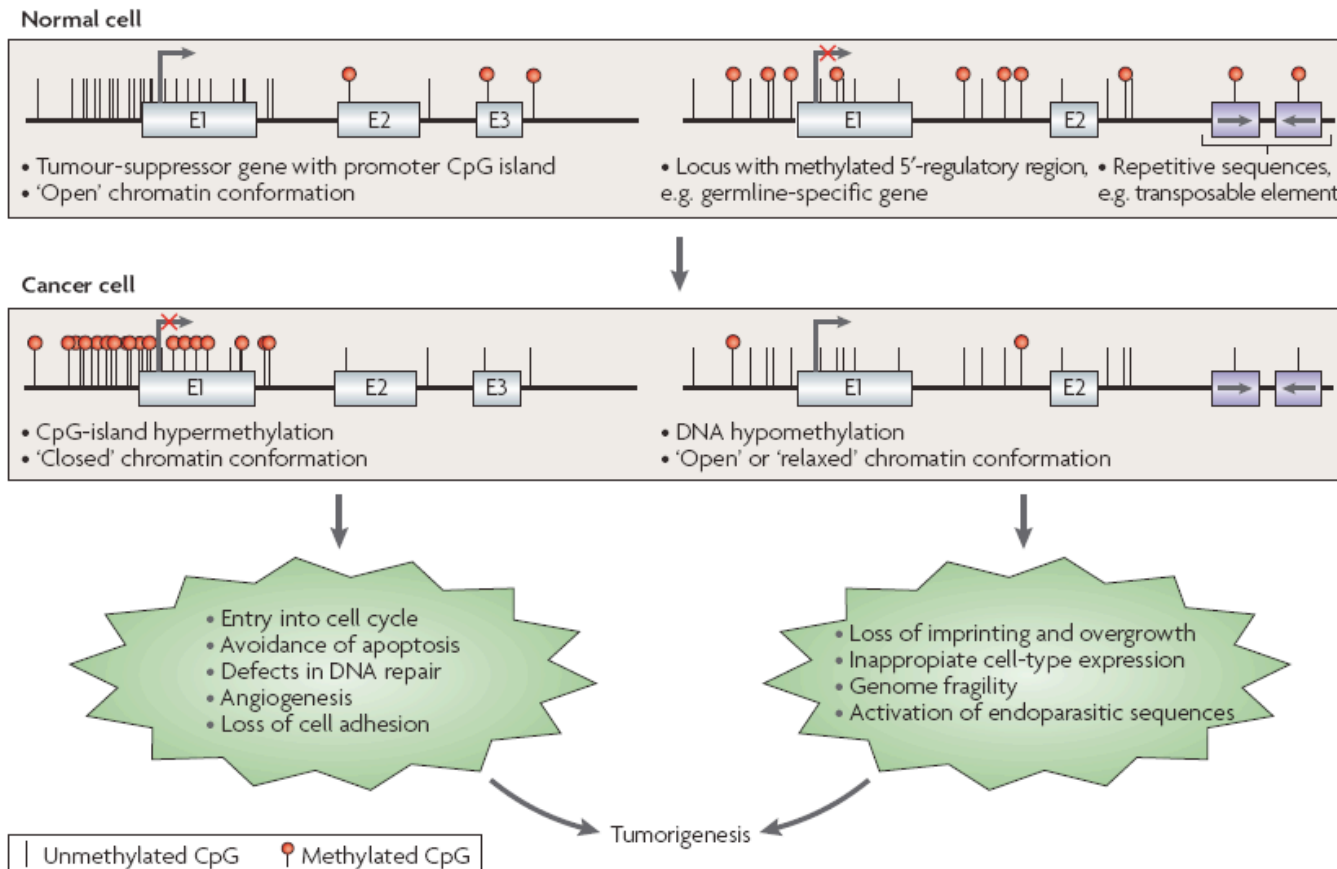 Normal cell
E1 E2 E3 E1 E2
• Tumour-suppressor gene with promoter CpG island
• 'Open' chromatin conformation
• Locus with methylated 5′-regulatory region,
e.g. germline-specific gene
• Repetitive sequences,
e.g. transposable element
Cancer cell
E1 E2 E3 E1 E2
• CpG-island hypermethylation
• 'Closed' chromatin conformation
• DNA hypomethylation
• 'Open' or 'relaxed' chromatin conformation
• Entry into cell cycle
• Avoidance of apoptosis
• Defects in DNA repair
• Angiogenesis
• Loss of cell adhesion
• Loss of imprinting and overgrowth
• Inappropiate cell-type expression
• Genome fragility
• Activation of endoparasitic sequences
Tumorigenesis
Unmethylated CpG Methylated CpG